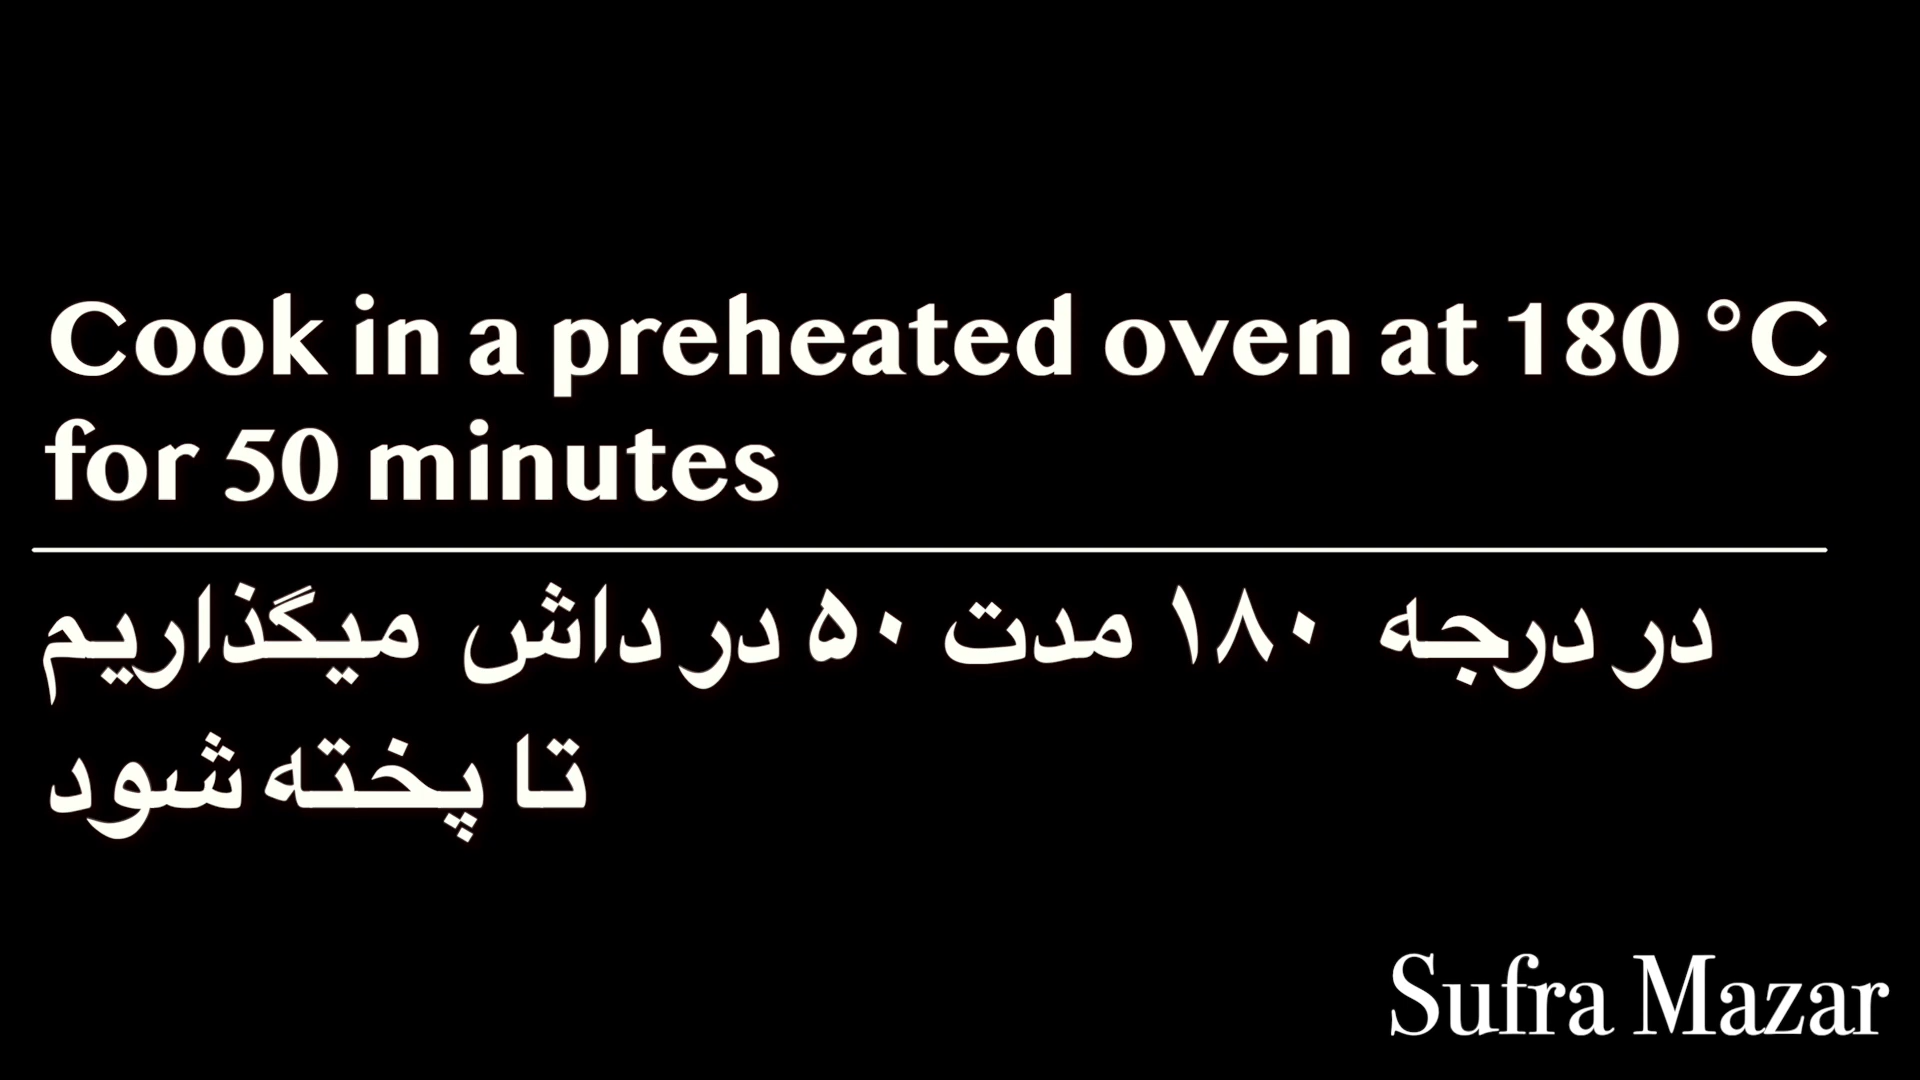 Cook in a preheated oven at 180 °C
for 50 minutes
در درجه ۱۸۰ مدت ۵۰ در داش میگذاریم
تا پخته شود
Sufra Mazar